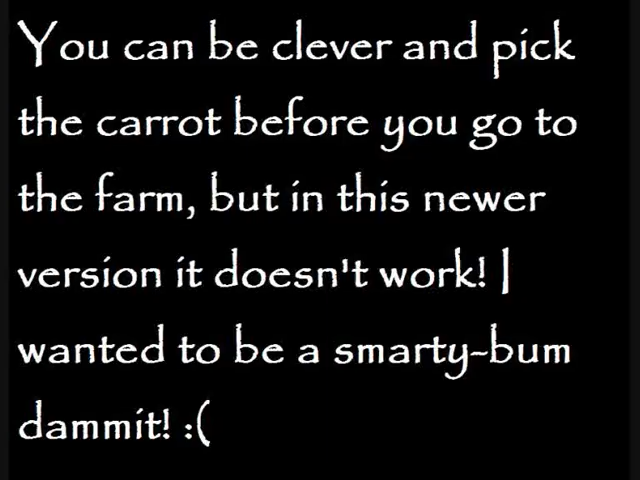 You can be clever and pick
the carrot before you go to
the farm, but in this newer
version it doesn't work! I
wanted to be a smarty-bum
dammit! :(